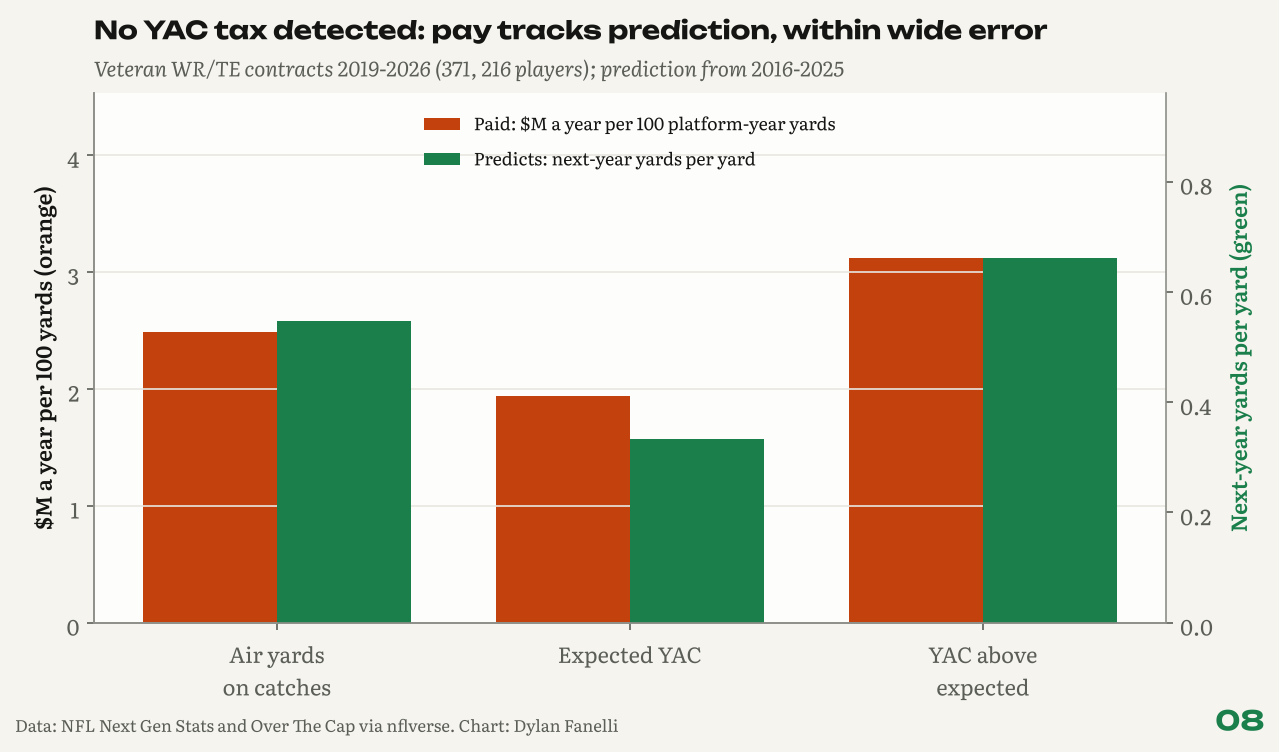 No YAC tax detected: pay tracks prediction, within wide error
Veteran WR/TE contracts 2019-2026 (371, 216 players); prediction from 2016-2025
Paid: $M a year per 100 platform-year yards
Predicts: next-year yards per yard
$M a year per 100 yards (orange)
4
3
2
1
0
0.8
0.6
0.4
0.2
0.0
Next-year yards per yard (green)
Air yards
on catches
Expected YAC
YAC above
expected
Data: NFL Next Gen Stats and Over The Cap via nflverse. Chart: Dylan Fanelli
08